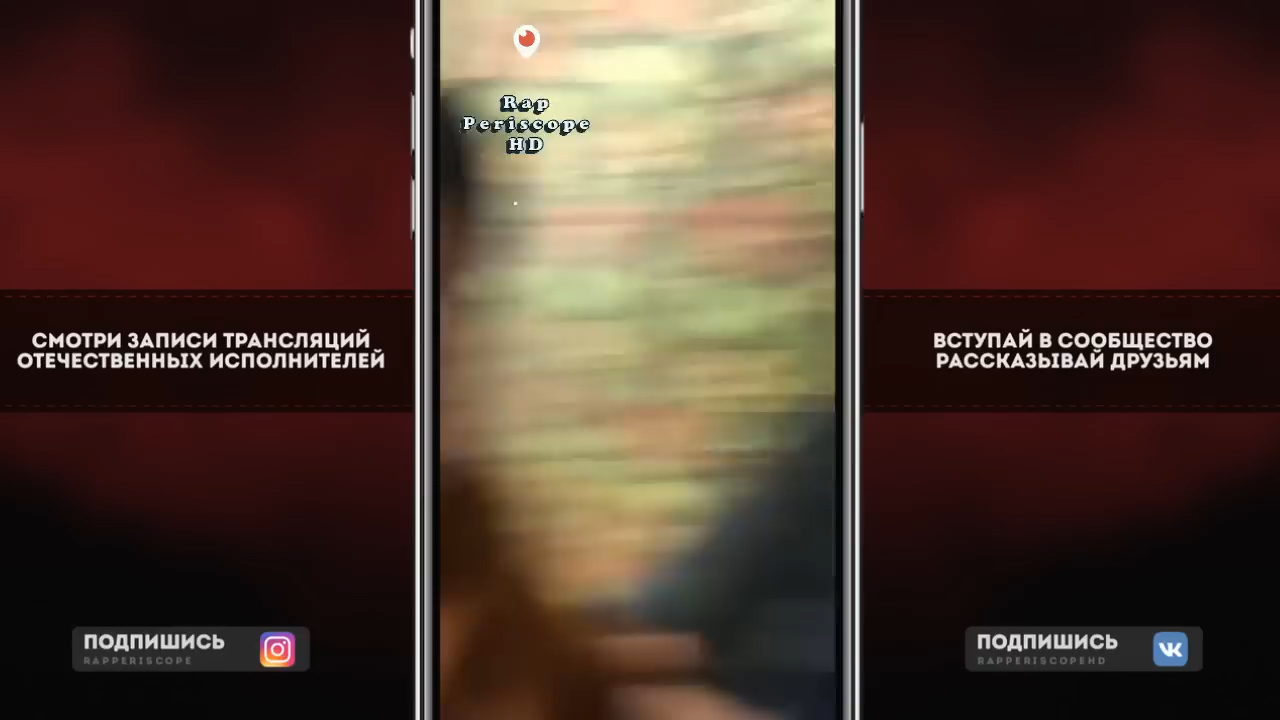 Rap
Periscope
HD
СМОТРИ ЗАПИСИ ТРАНСЛЯЦИЙ
ОТЕЧЕСТВЕННЫХ ИСПОЛНИТЕЛЕЙ
ВСТУПАЙ В СООБЩЕСТВО
РАССКАЗЫВАЙ ДРУЗЬЯМ
ПОДПИШИСЬ
RAPPERISCOPE
ПОДПИШИСЬ
RAPPERISCOPEHD